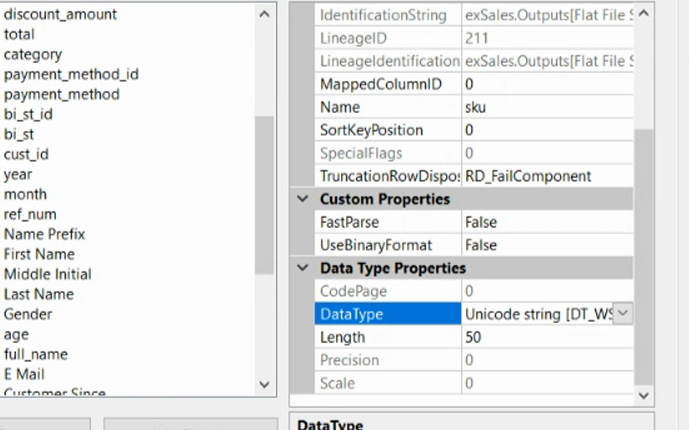 discount_amount
total
category
payment_method_id
payment_method
bi_st_id
bi_st
cust_id
year
month
ref_num
Name Prefix
First Name
Middle Initial
Last Name
Gender
age
full_name
E Mail
Customer Since
IdentificationString exSales.Outputs[Flat File S
LineageID 211
LineageIdentification exSales.Outputs[Flat File S
MappedColumnID 0
Name sku
SortKeyPosition 0
SpecialFlags 0
TruncationRowDispos RD_FailComponent
Custom Properties
FastParse False
UseBinaryFormat False
Data Type Properties
CodePage 0
DataType Unicode string [DT_WS
Length 50
Precision 0
Scale 0
DataType